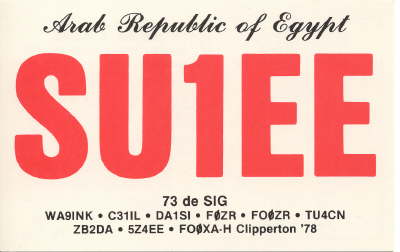 Arab Republic of Egypt
SU1EE
73 de SIG
WA9INK • C31IL • DA1SI • FØZR • FOØZR • TU4CN
ZB2DA • 5Z4EE • FOØXA-H Clipperton '78